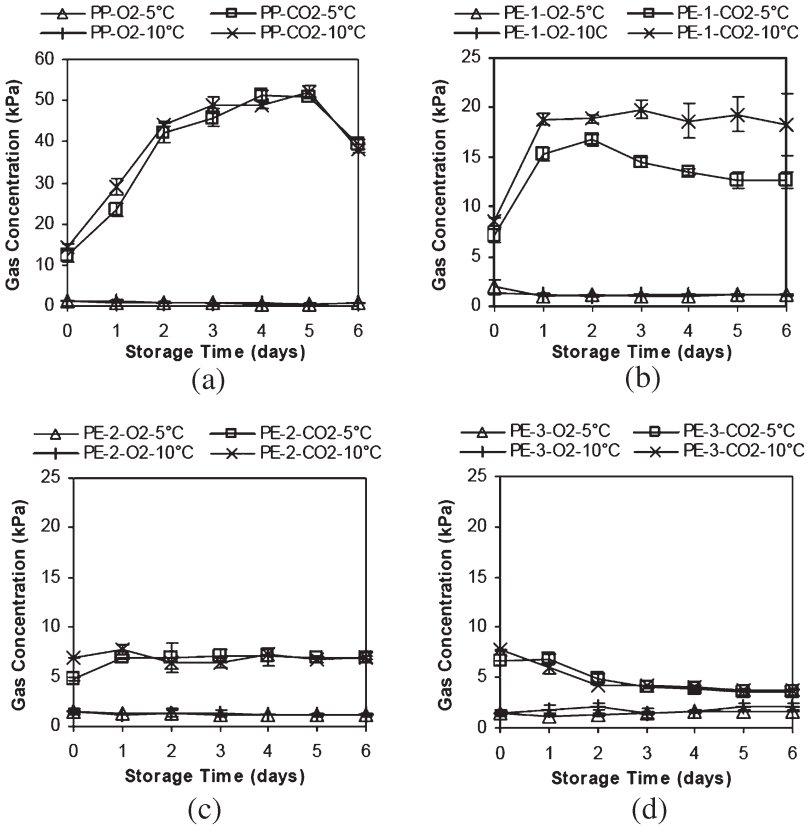 PP-O2-5°C PP-CO2-5°C
PP-O2-10°C PP-CO2-10°C
Gas Concentration (kPa)
60
50
40
30
20
10
0
0 1 2 3 4 5 6
Storage Time (days)
(a)
PE-1-O2-5°C PE-1-CO2-5°C
PE-1-O2-10C PE-1-CO2-10°C
Gas Concentration (kPa)
25
20
15
10
5
0
0 1 2 3 4 5 6
Storage Time (days)
(b)
PE-2-O2-5°C PE-2-CO2-5°C
PE-2-O2-10°C PE-2-CO2-10°C
Gas Concentration (kPa)
25
20
15
10
5
0
0 1 2 3 4 5 6
Storage Time (days)
(c)
PE-3-O2-5°C PE-3-CO2-5°C
PE-3-O2-10°C PE-3-CO2-10°C
Gas Concentration (kPa)
25
20
15
10
5
0
0 1 2 3 4 5 6
Storage Time (days)
(d)